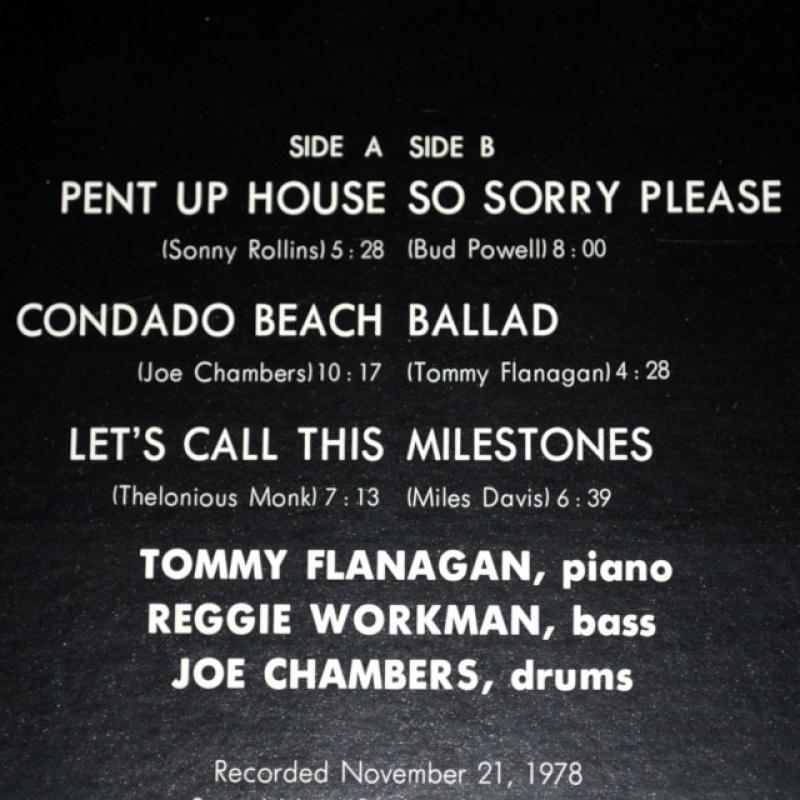 SIDE A SIDE B
PENT UP HOUSE SO SORRY PLEASE
(Sonny Rollins) 5 : 28 (Bud Powell) 8 : 00
CONDADO BEACH BALLAD
(Joe Chambers) 10 : 17 (Tommy Flanagan) 4 : 28
LET'S CALL THIS MILESTONES
(Thelonious Monk) 7 : 13 (Miles Davis) 6 : 39
TOMMY FLANAGAN, piano
REGGIE WORKMAN, bass
JOE CHAMBERS, drums
Recorded November 21, 1978